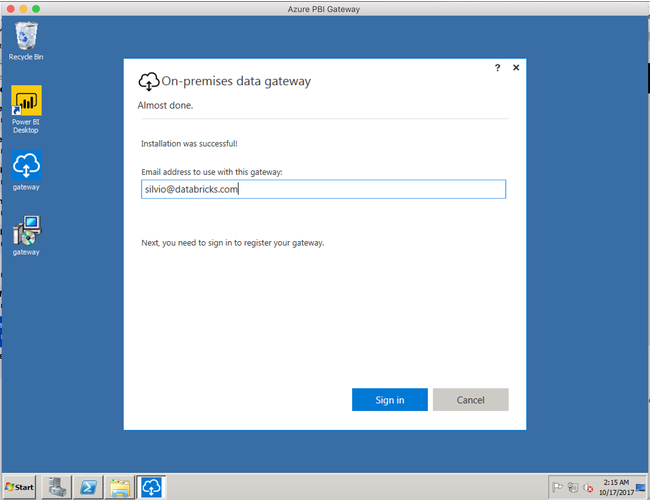 Azure PBI Gateway
Recycle Bin
Power BI
Desktop
gateway
gateway
? ×
On-premises data gateway
Almost done.
Installation was successful!
Email address to use with this gateway:
silvio@databricks.com
Next, you need to sign in to register your gateway.
Sign in
Cancel
Start
2:15 AM
10/17/2017